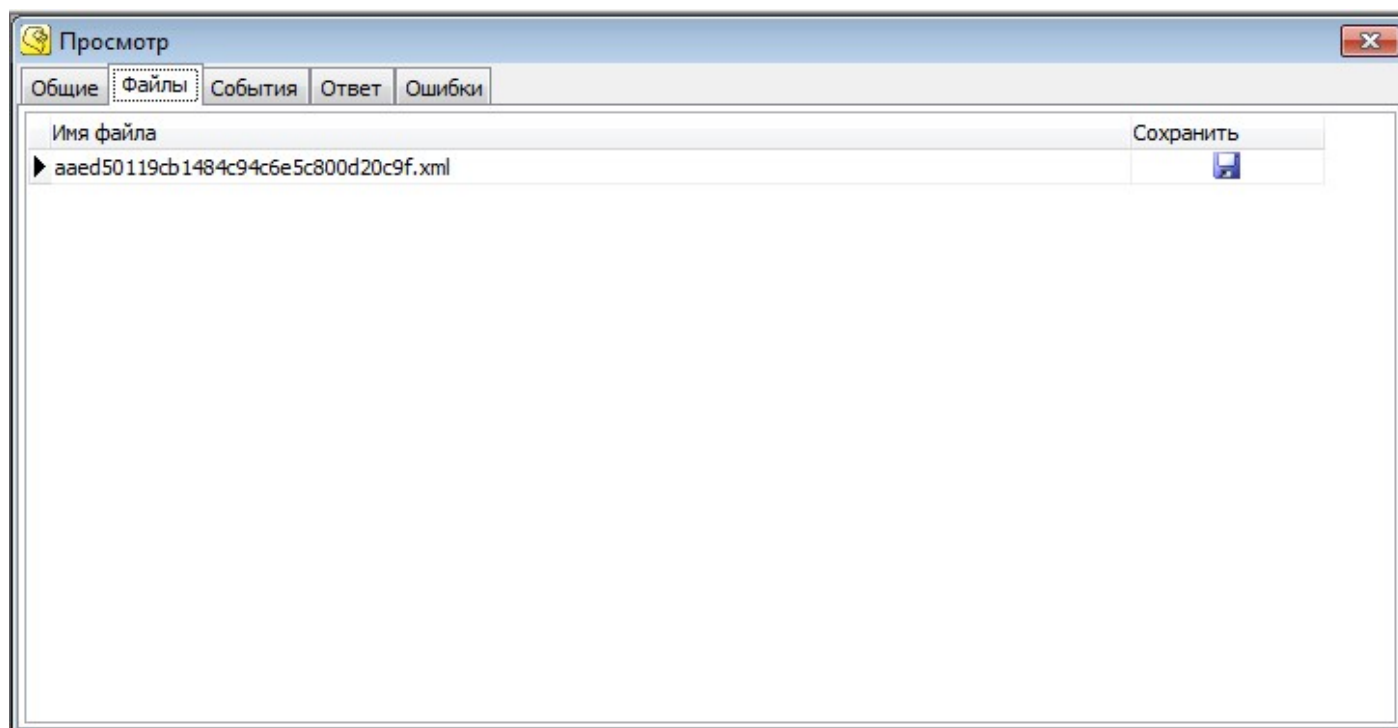 Просмотр
Общие Файлы События Ответ Ошибки
Имя файла Сохранить
aaed50119cb1484c94c6e5c800d20c9f.xml